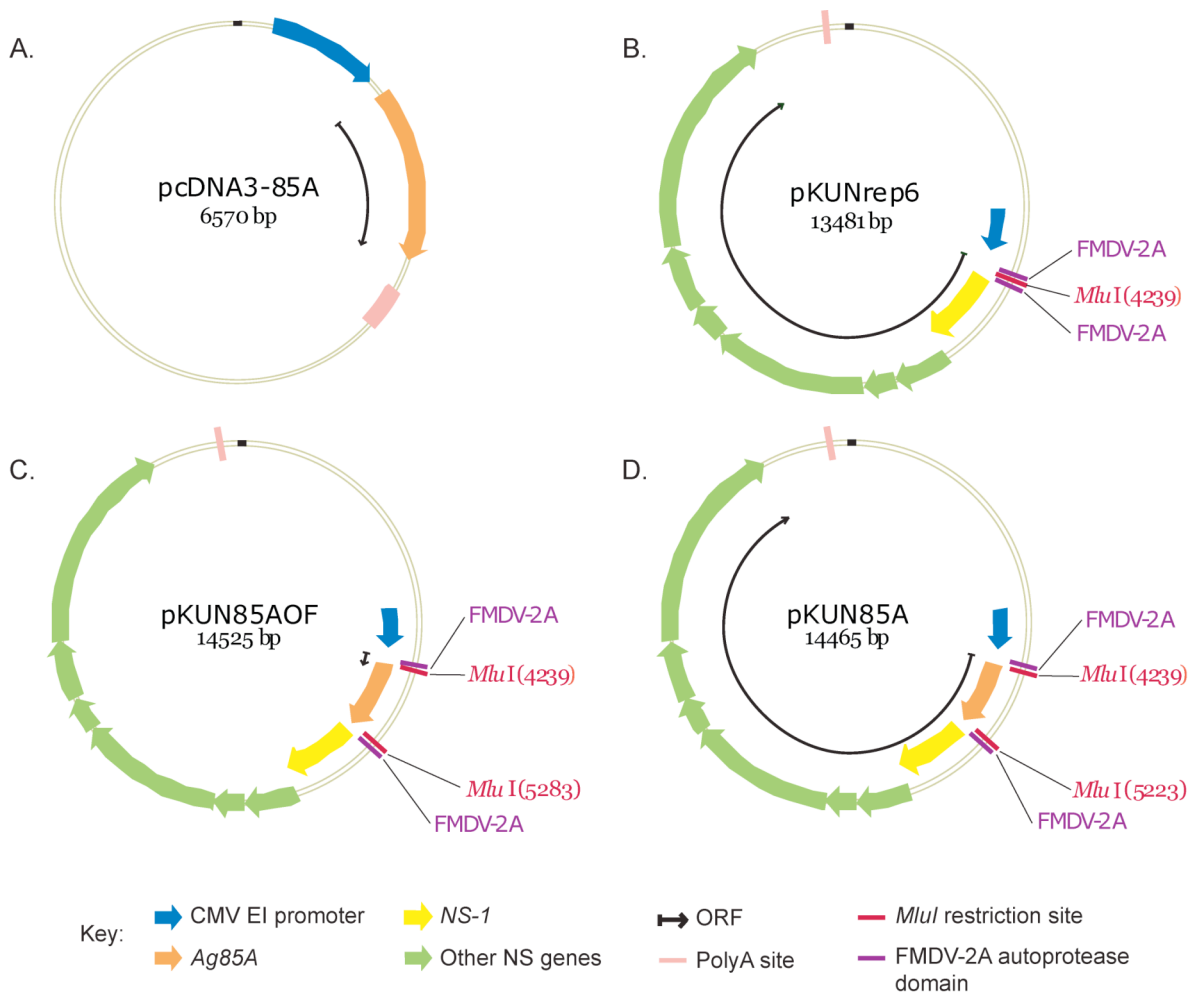 A.
pcDNA3-85A
6570 bp
B.
pKUNrep6
13481 bp
FMDV-2A
MluI(4239)
FMDV-2A
C.
pKUN85AOF
14525 bp
FMDV-2A
MluI(4239)
MluI(5283)
FMDV-2A
D.
pKUN85A
14465 bp
FMDV-2A
MluI(4239)
MluI(5223)
FMDV-2A
Key:
CMV EI promoter
Ag85A
NS-1
Other NS genes
ORF
PolyA site
MluI restriction site
FMDV-2A autoprotease
domain